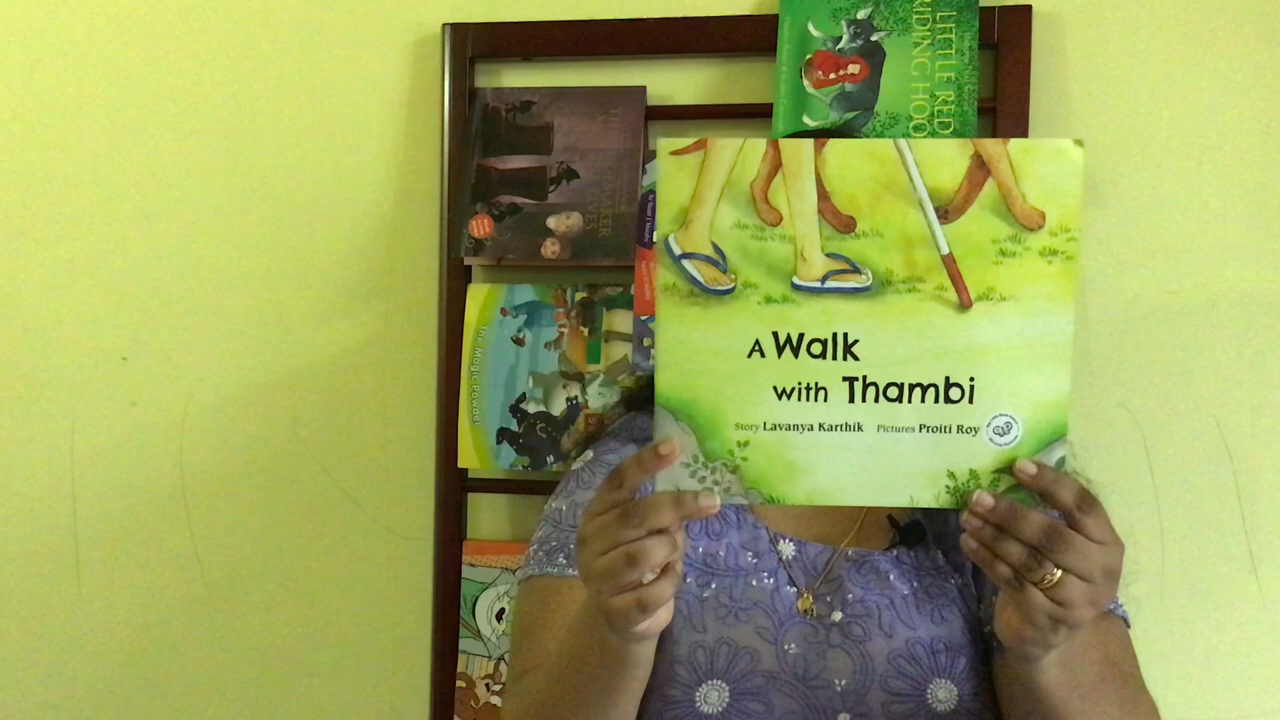 LITTLE RED
RIDING HOO
The Magic Powder
A Walk
with Thambi
Story Lavanya Karthik Pictures Proiti Roy